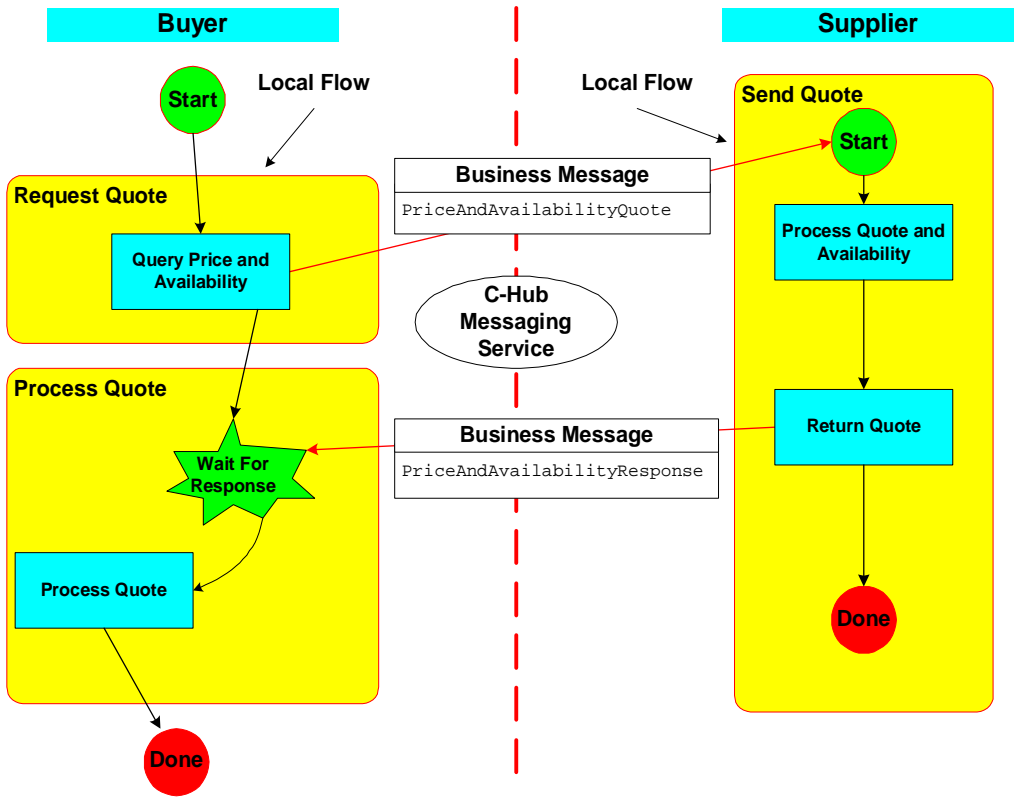 Buyer
Supplier
Local Flow
Local Flow
Start
Send Quote
Start
Request Quote
Business Message
PriceAndAvailabilityQuote
Query Price and
Availability
Process Quote and
Availability
C-Hub
Messaging
Service
Process Quote
Business Message
PriceAndAvailabilityResponse
Return Quote
Wait For
Response
Process Quote
Done
Done